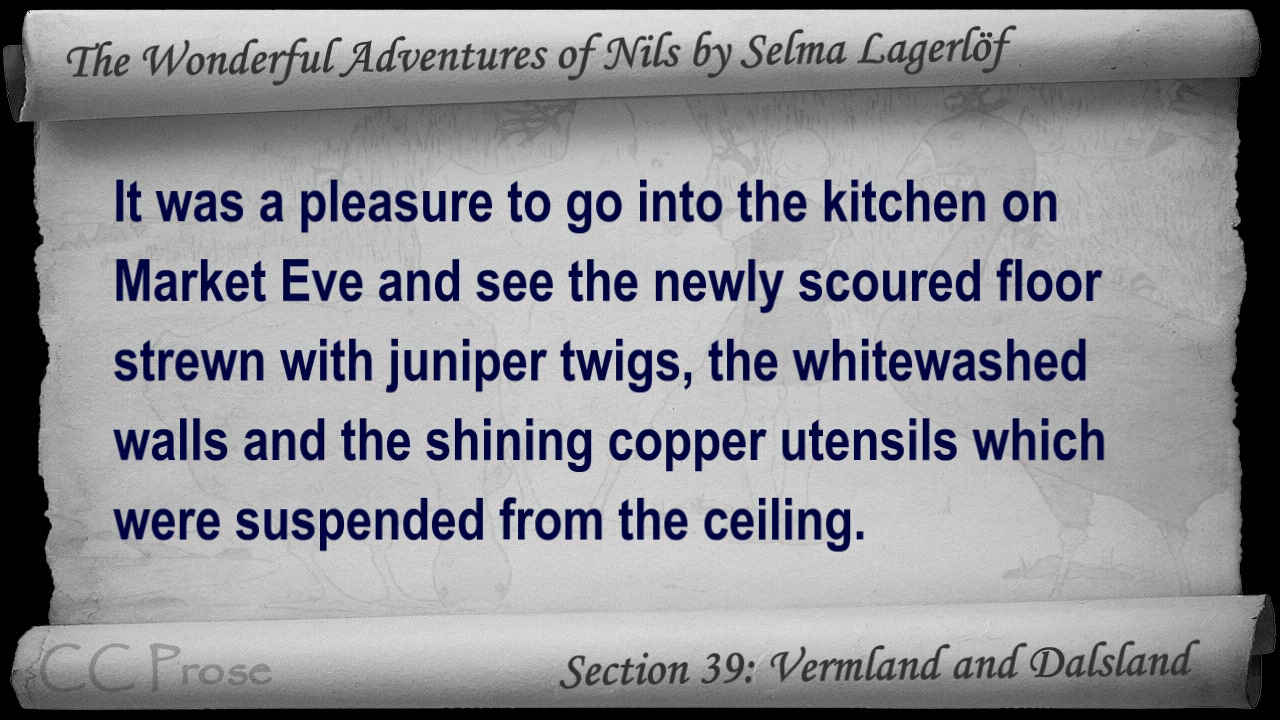 The Wonderful Adventures of Nils by Selma Lagerlöf
It was a pleasure to go into the kitchen on
Market Eve and see the newly scoured floor
strewn with juniper twigs, the whitewashed
walls and the shining copper utensils which
were suspended from the ceiling.
CC Prose
Section 39: Vermland and Dalsland